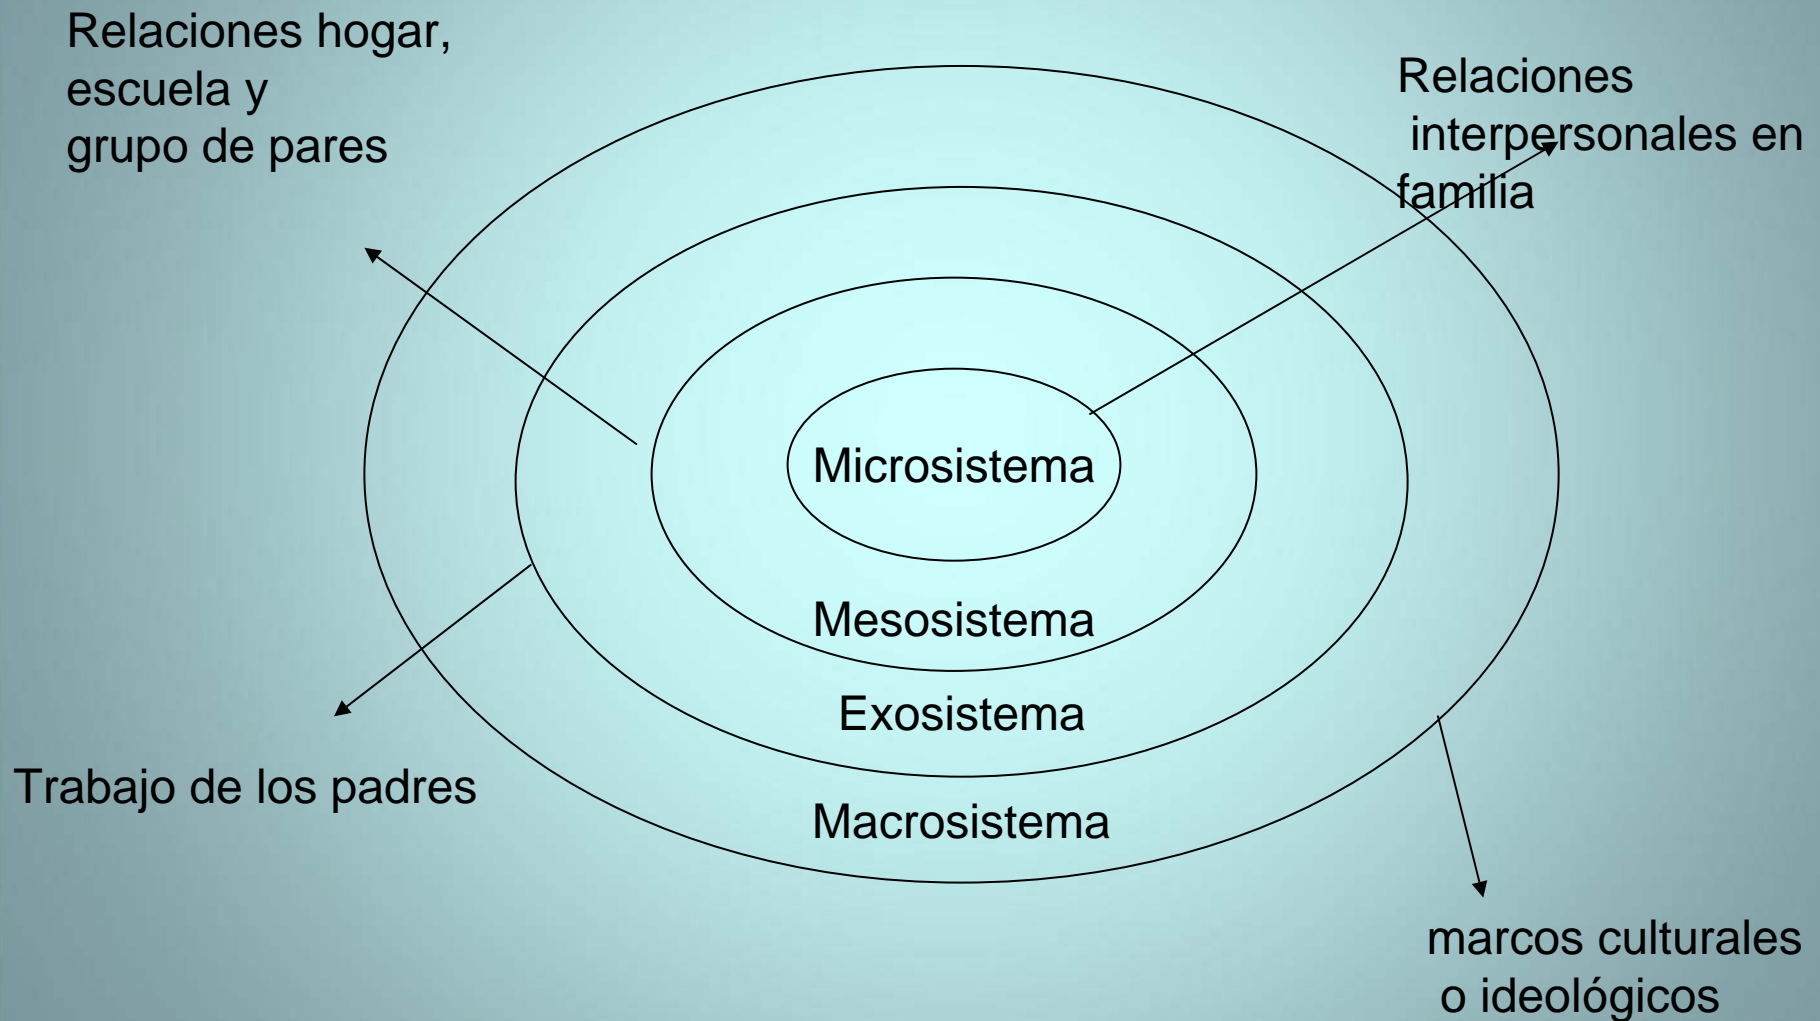 Relaciones hogar,
escuela y
grupo de pares
Relaciones
interpersonales en
familia
Microsistema
Mesosistema
Exosistema
Trabajo de los padres
Macrosistema
marcos culturales
o ideológicos